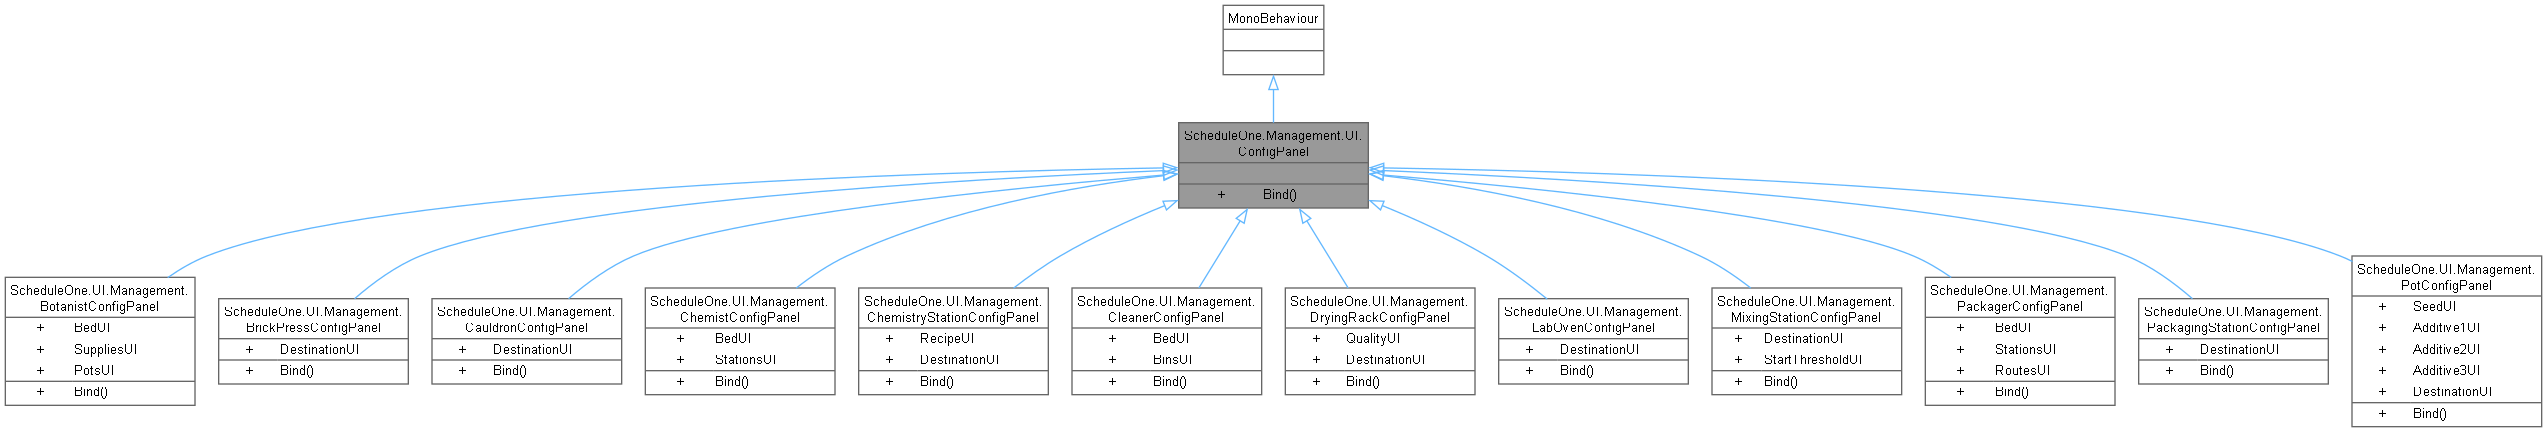 MonoBehaviour
ScheduleOne.Management.UI.
ConfigPanel
+ Bind()
ScheduleOne.UI.Management.
BotanistConfigPanel
+ BedUI
+ SuppliesUI
+ PotsUI
+ Bind()
ScheduleOne.UI.Management.
BrickPressConfigPanel
+ DestinationUI
+ Bind()
ScheduleOne.UI.Management.
CauldronConfigPanel
+ DestinationUI
+ Bind()
ScheduleOne.UI.Management.
ChemistConfigPanel
+ BedUI
+ StationsUI
+ Bind()
ScheduleOne.UI.Management.
ChemistryStationConfigPanel
+ RecipeUI
+ DestinationUI
+ Bind()
ScheduleOne.UI.Management.
CleanerConfigPanel
+ BedUI
+ BinsUI
+ Bind()
ScheduleOne.UI.Management.
DryingRackConfigPanel
+ QualityUI
+ DestinationUI
+ Bind()
ScheduleOne.UI.Management.
LabOvenConfigPanel
+ DestinationUI
+ Bind()
ScheduleOne.UI.Management.
MixingStationConfigPanel
+ DestinationUI
+ StartThresholdUI
+ Bind()
ScheduleOne.UI.Management.
PackagerConfigPanel
+ BedUI
+ StationsUI
+ RoutesUI
+ Bind()
ScheduleOne.UI.Management.
PackagingStationConfigPanel
+ DestinationUI
+ Bind()
ScheduleOne.UI.Management.
PotConfigPanel
+ SeedUI
+ Additive1UI
+ Additive2UI
+ Additive3UI
+ DestinationUI
+ Bind()